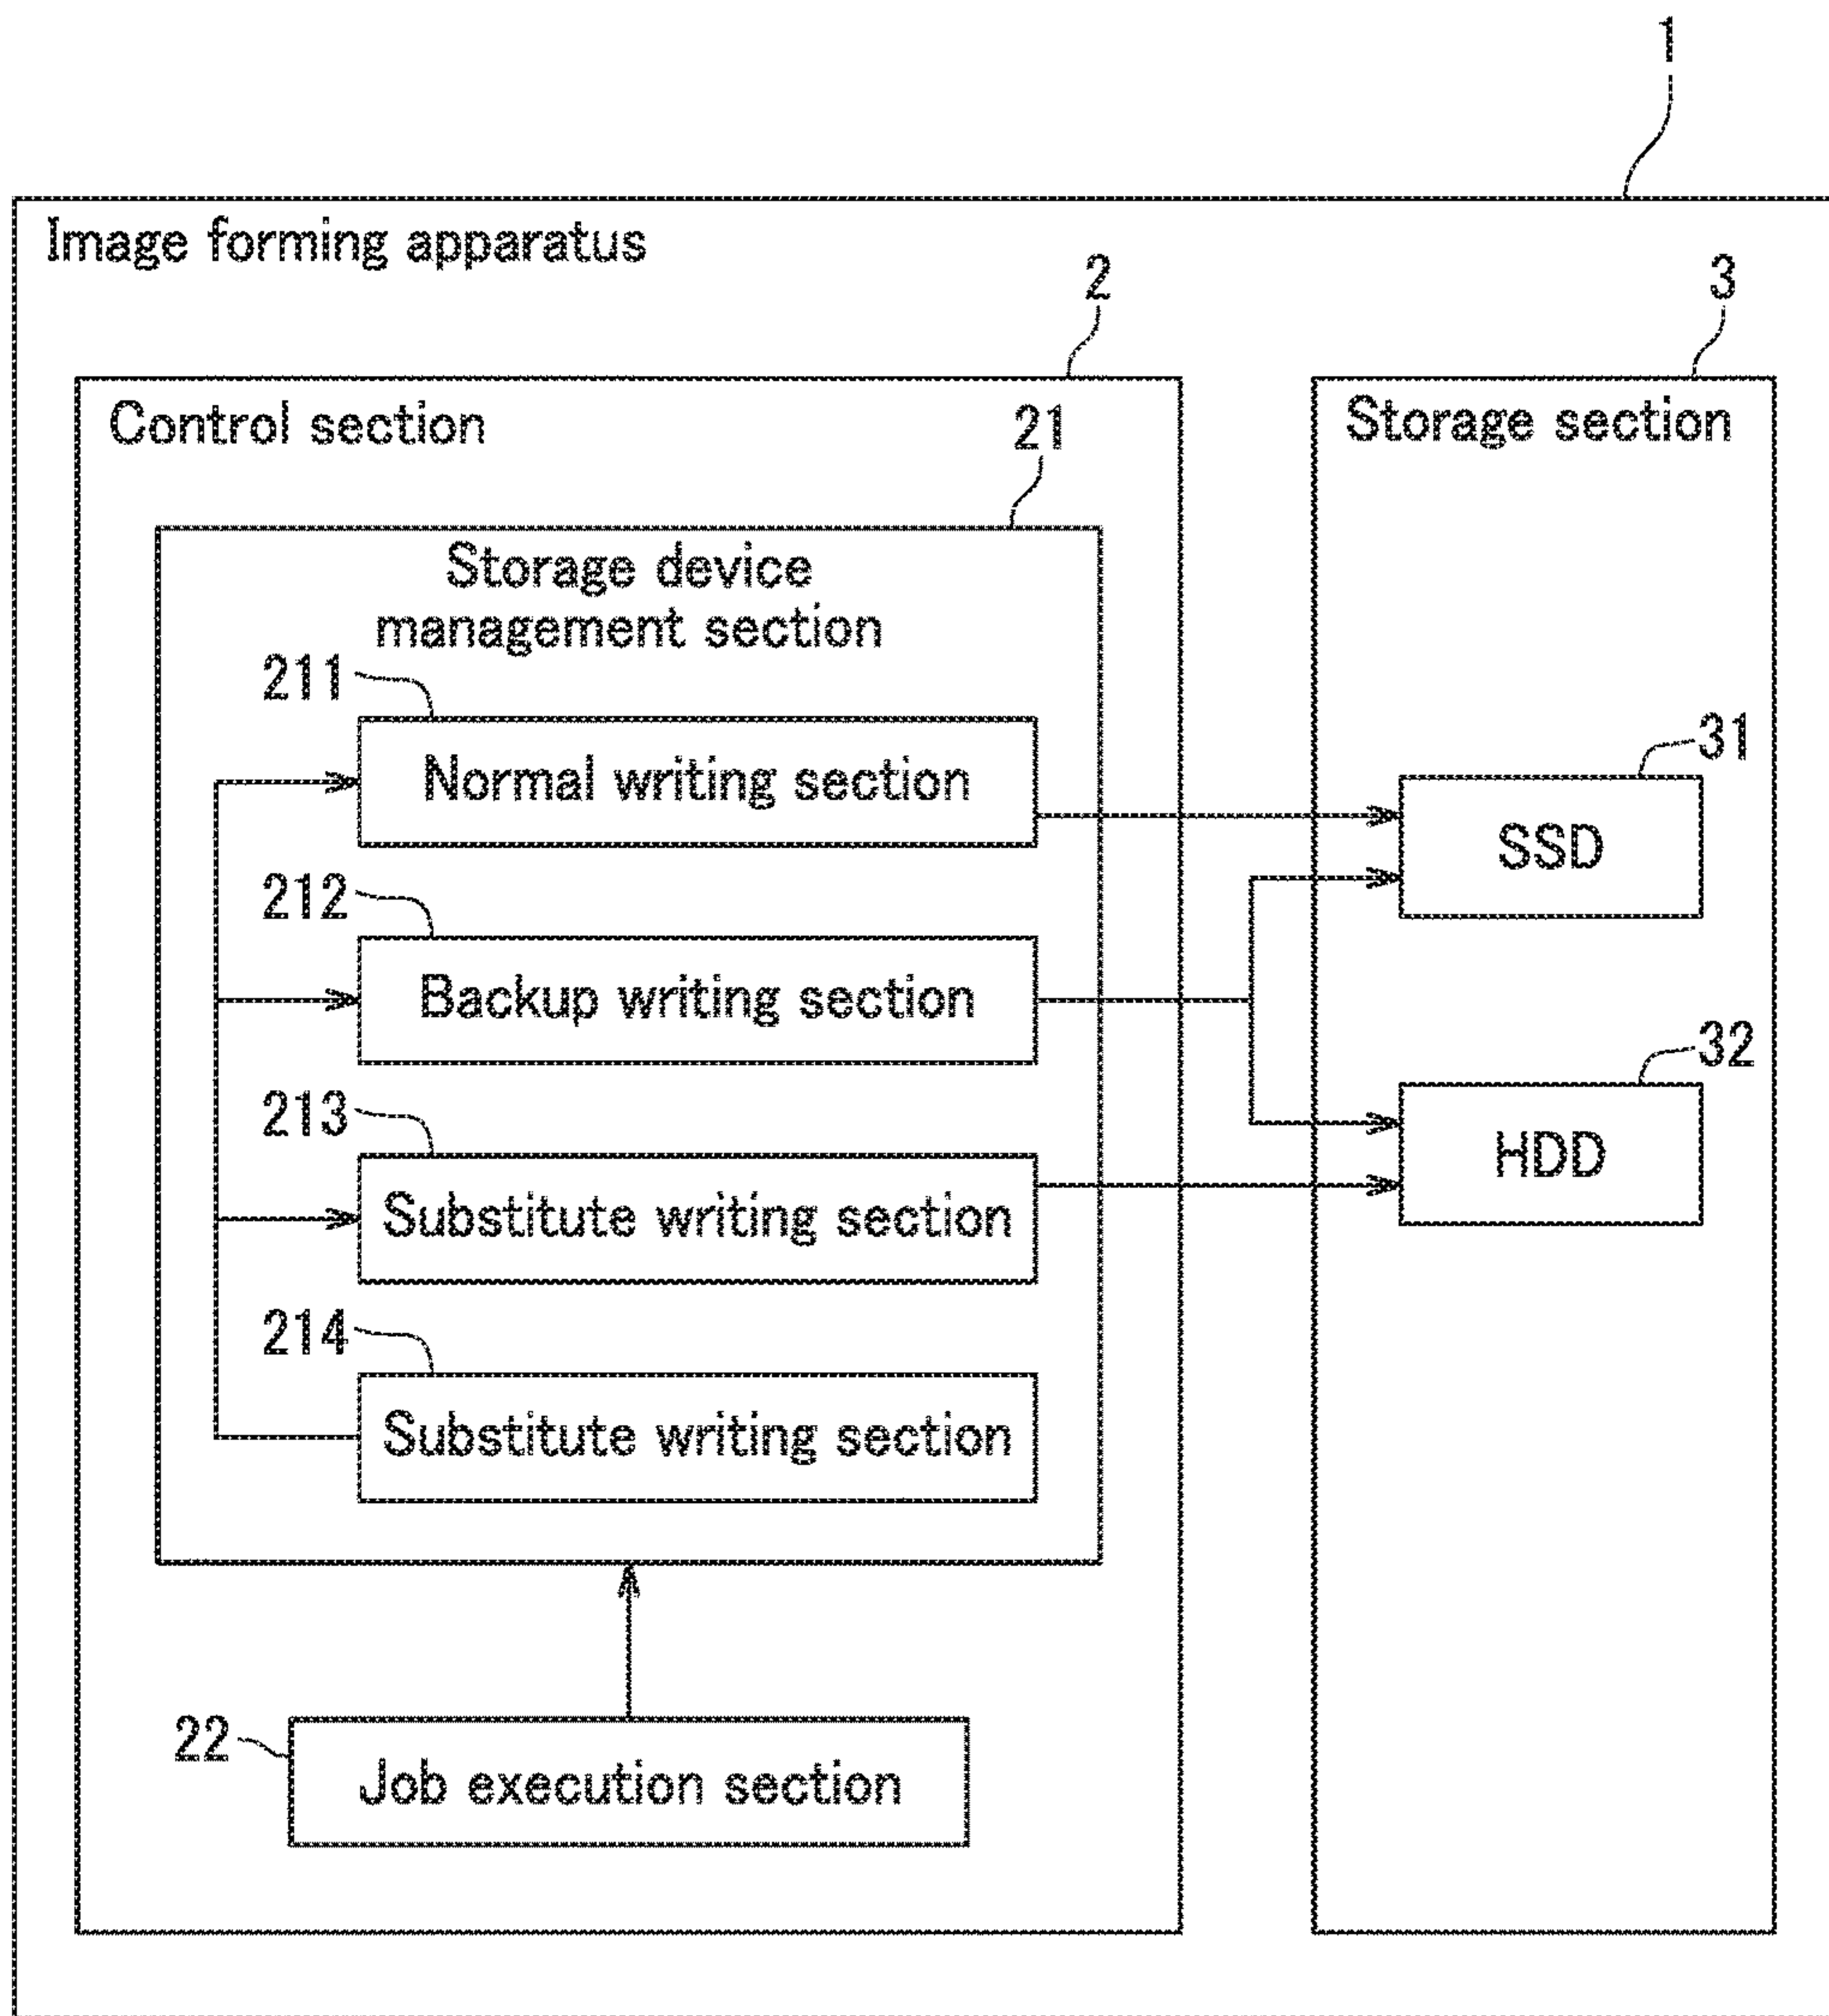 1
Image forming apparatus
2
3
Control section
Storage section
21
Storage device
management section
211
Normal writing section
31
SSD
212
Backup writing section
32
HDD
213
Substitute writing section
214
Substitute writing section
22
Job execution section